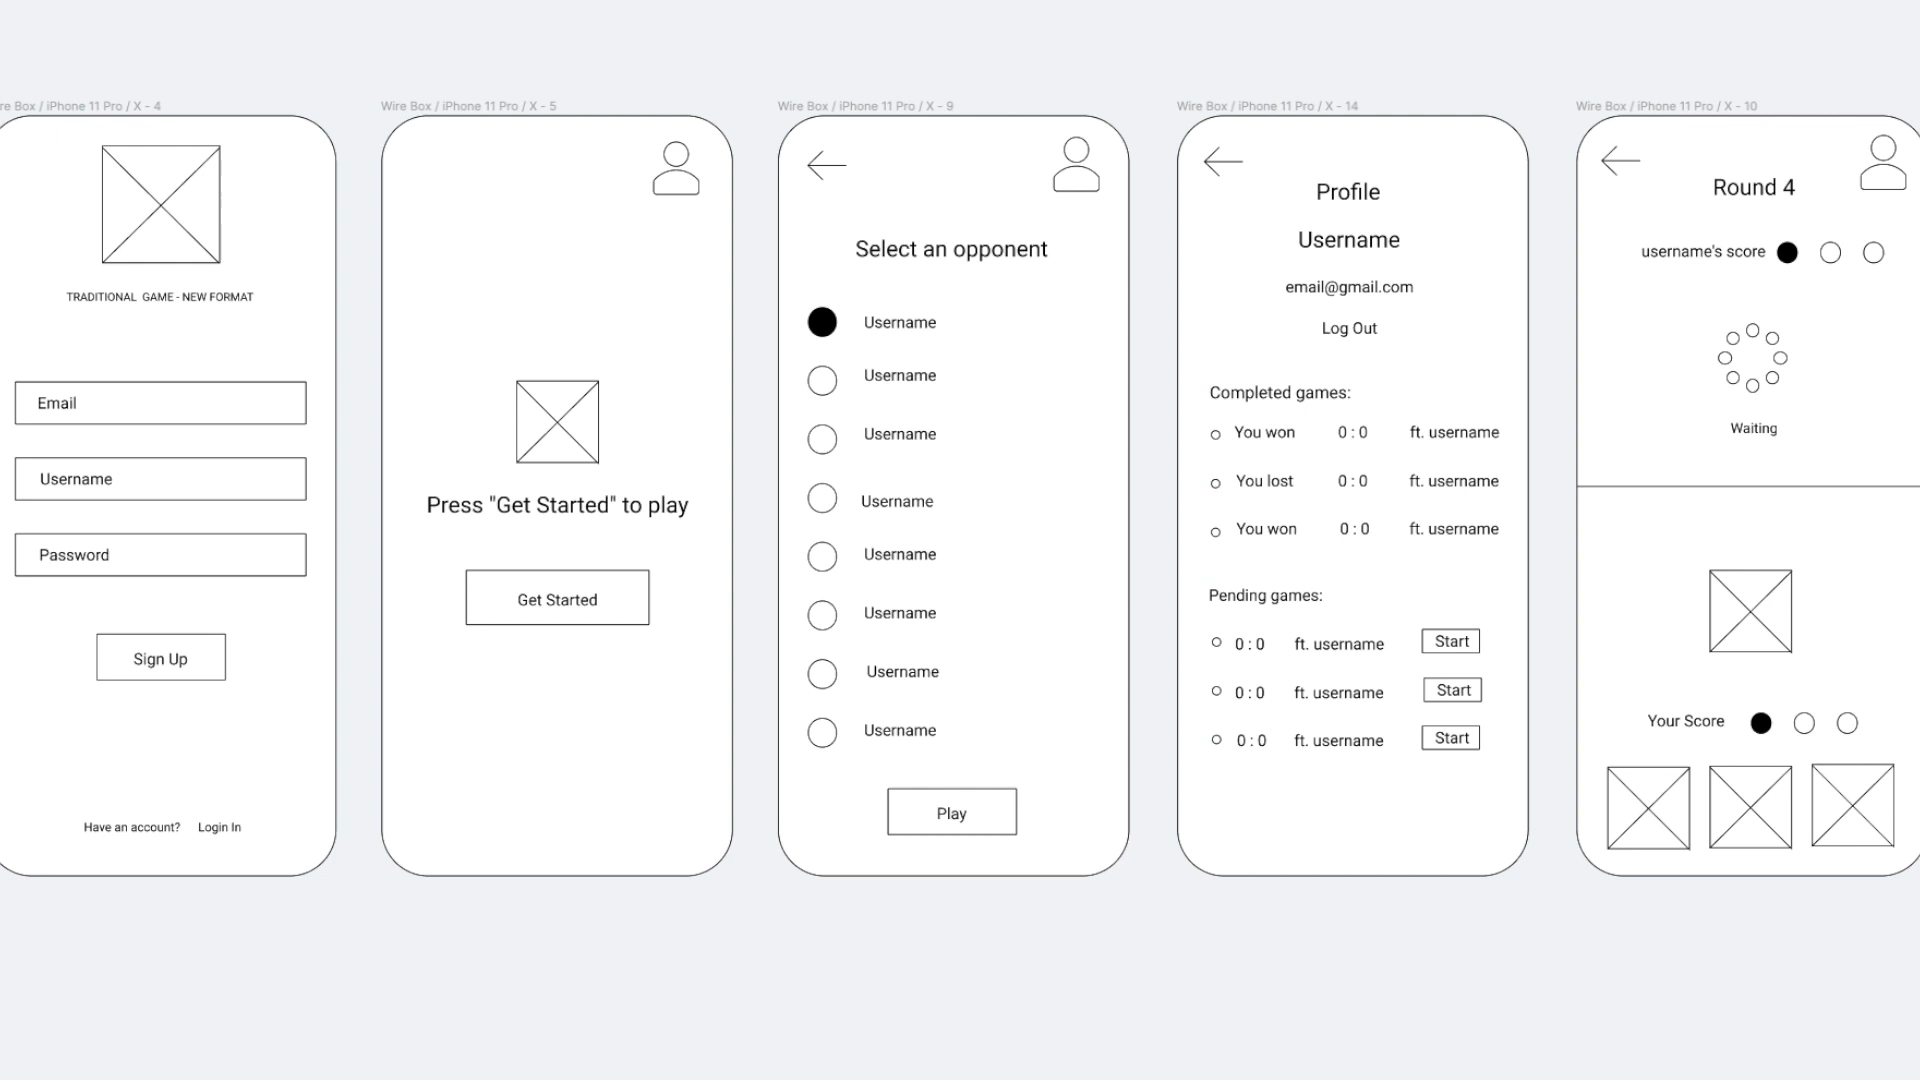 re Box / iPhone 11 Pro / X - 4
TRADITIONAL GAME - NEW FORMAT
Email
Username
Password
Sign Up
Have an account? Login In
Wire Box / iPhone 11 Pro / X - 5
Press "Get Started" to play
Get Started
Wire Box / iPhone 11 Pro / X - 9
Select an opponent
Username
Username
Username
Username
Username
Username
Username
Username
Play
Wire Box / iPhone 11 Pro / X - 14
Profile
Username
email@gmail.com
Log Out
Completed games:
You won 0 : 0 ft. username
You lost 0 : 0 ft. username
You won 0 : 0 ft. username
Pending games:
0 : 0 ft. username Start
0 : 0 ft. username Start
0 : 0 ft. username Start
Wire Box / iPhone 11 Pro / X - 10
Round 4
username's score
Waiting
Your Score